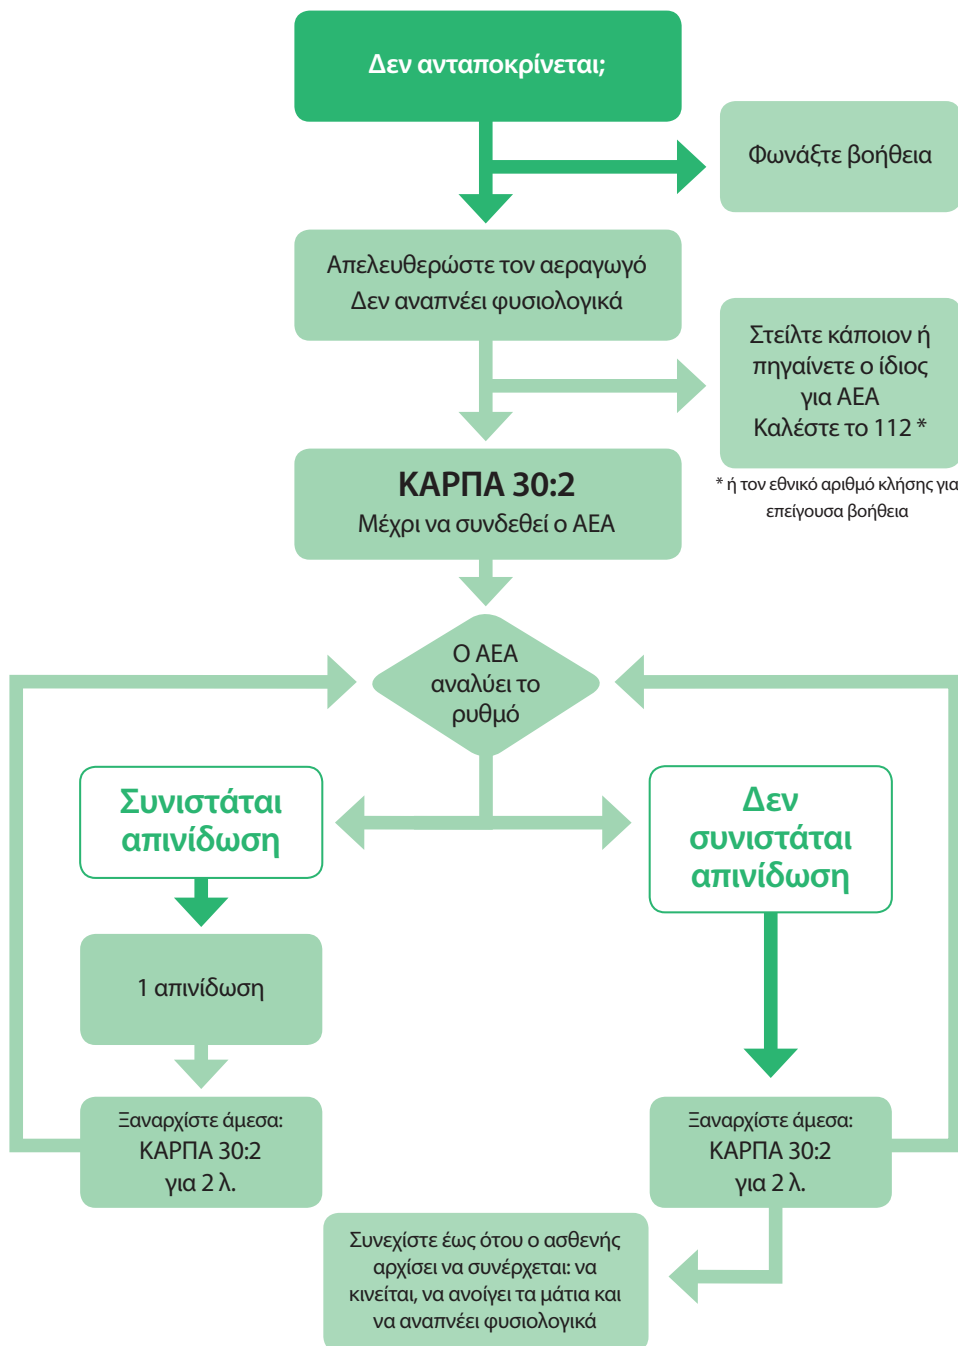 Δεν ανταποκρίνεται;
Φωνάξτε βοήθεια
Απελευθερώστε τον αεραγωγό
Δεν αναπνέει φυσιολογικά
Στείλτε κάποιον ή
πηγαίνετε ο ίδιος
για ΑΕΑ
Καλέστε το 112 *
* ή τον εθνικό αριθμό κλήσης για
επείγουσα βοήθεια
ΚΑΡΠΑ 30:2
Μέχρι να συνδεθεί ο ΑΕΑ
Ο ΑΕΑ
αναλύει το
ρυθμό
Συνιστάται
απινίδωση
Δεν
συνιστάται
απινίδωση
1 απινίδωση
Ξαναρχίστε άμεσα:
ΚΑΡΠΑ 30:2
για 2 λ.
Ξαναρχίστε άμεσα:
ΚΑΡΠΑ 30:2
για 2 λ.
Συνεχίστε έως ότου ο ασθενής
αρχίσει να συνέρχεται: να
κινείται, να ανοίγει τα μάτια και
να αναπνέει φυσιολογικά